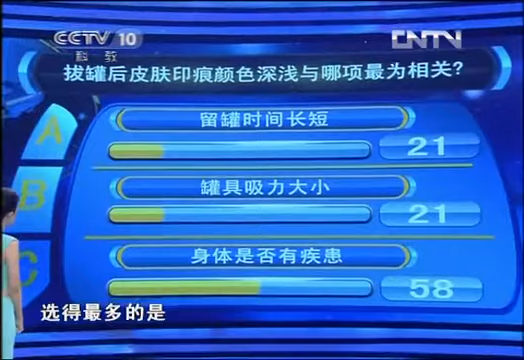 CCTV 10
科教
CNTV
拔罐后皮肤印痕颜色深浅与哪项最为相关?
A
留罐时间长短
21
B
罐具吸力大小
21
C
身体是否有疾患
58
选得最多的是